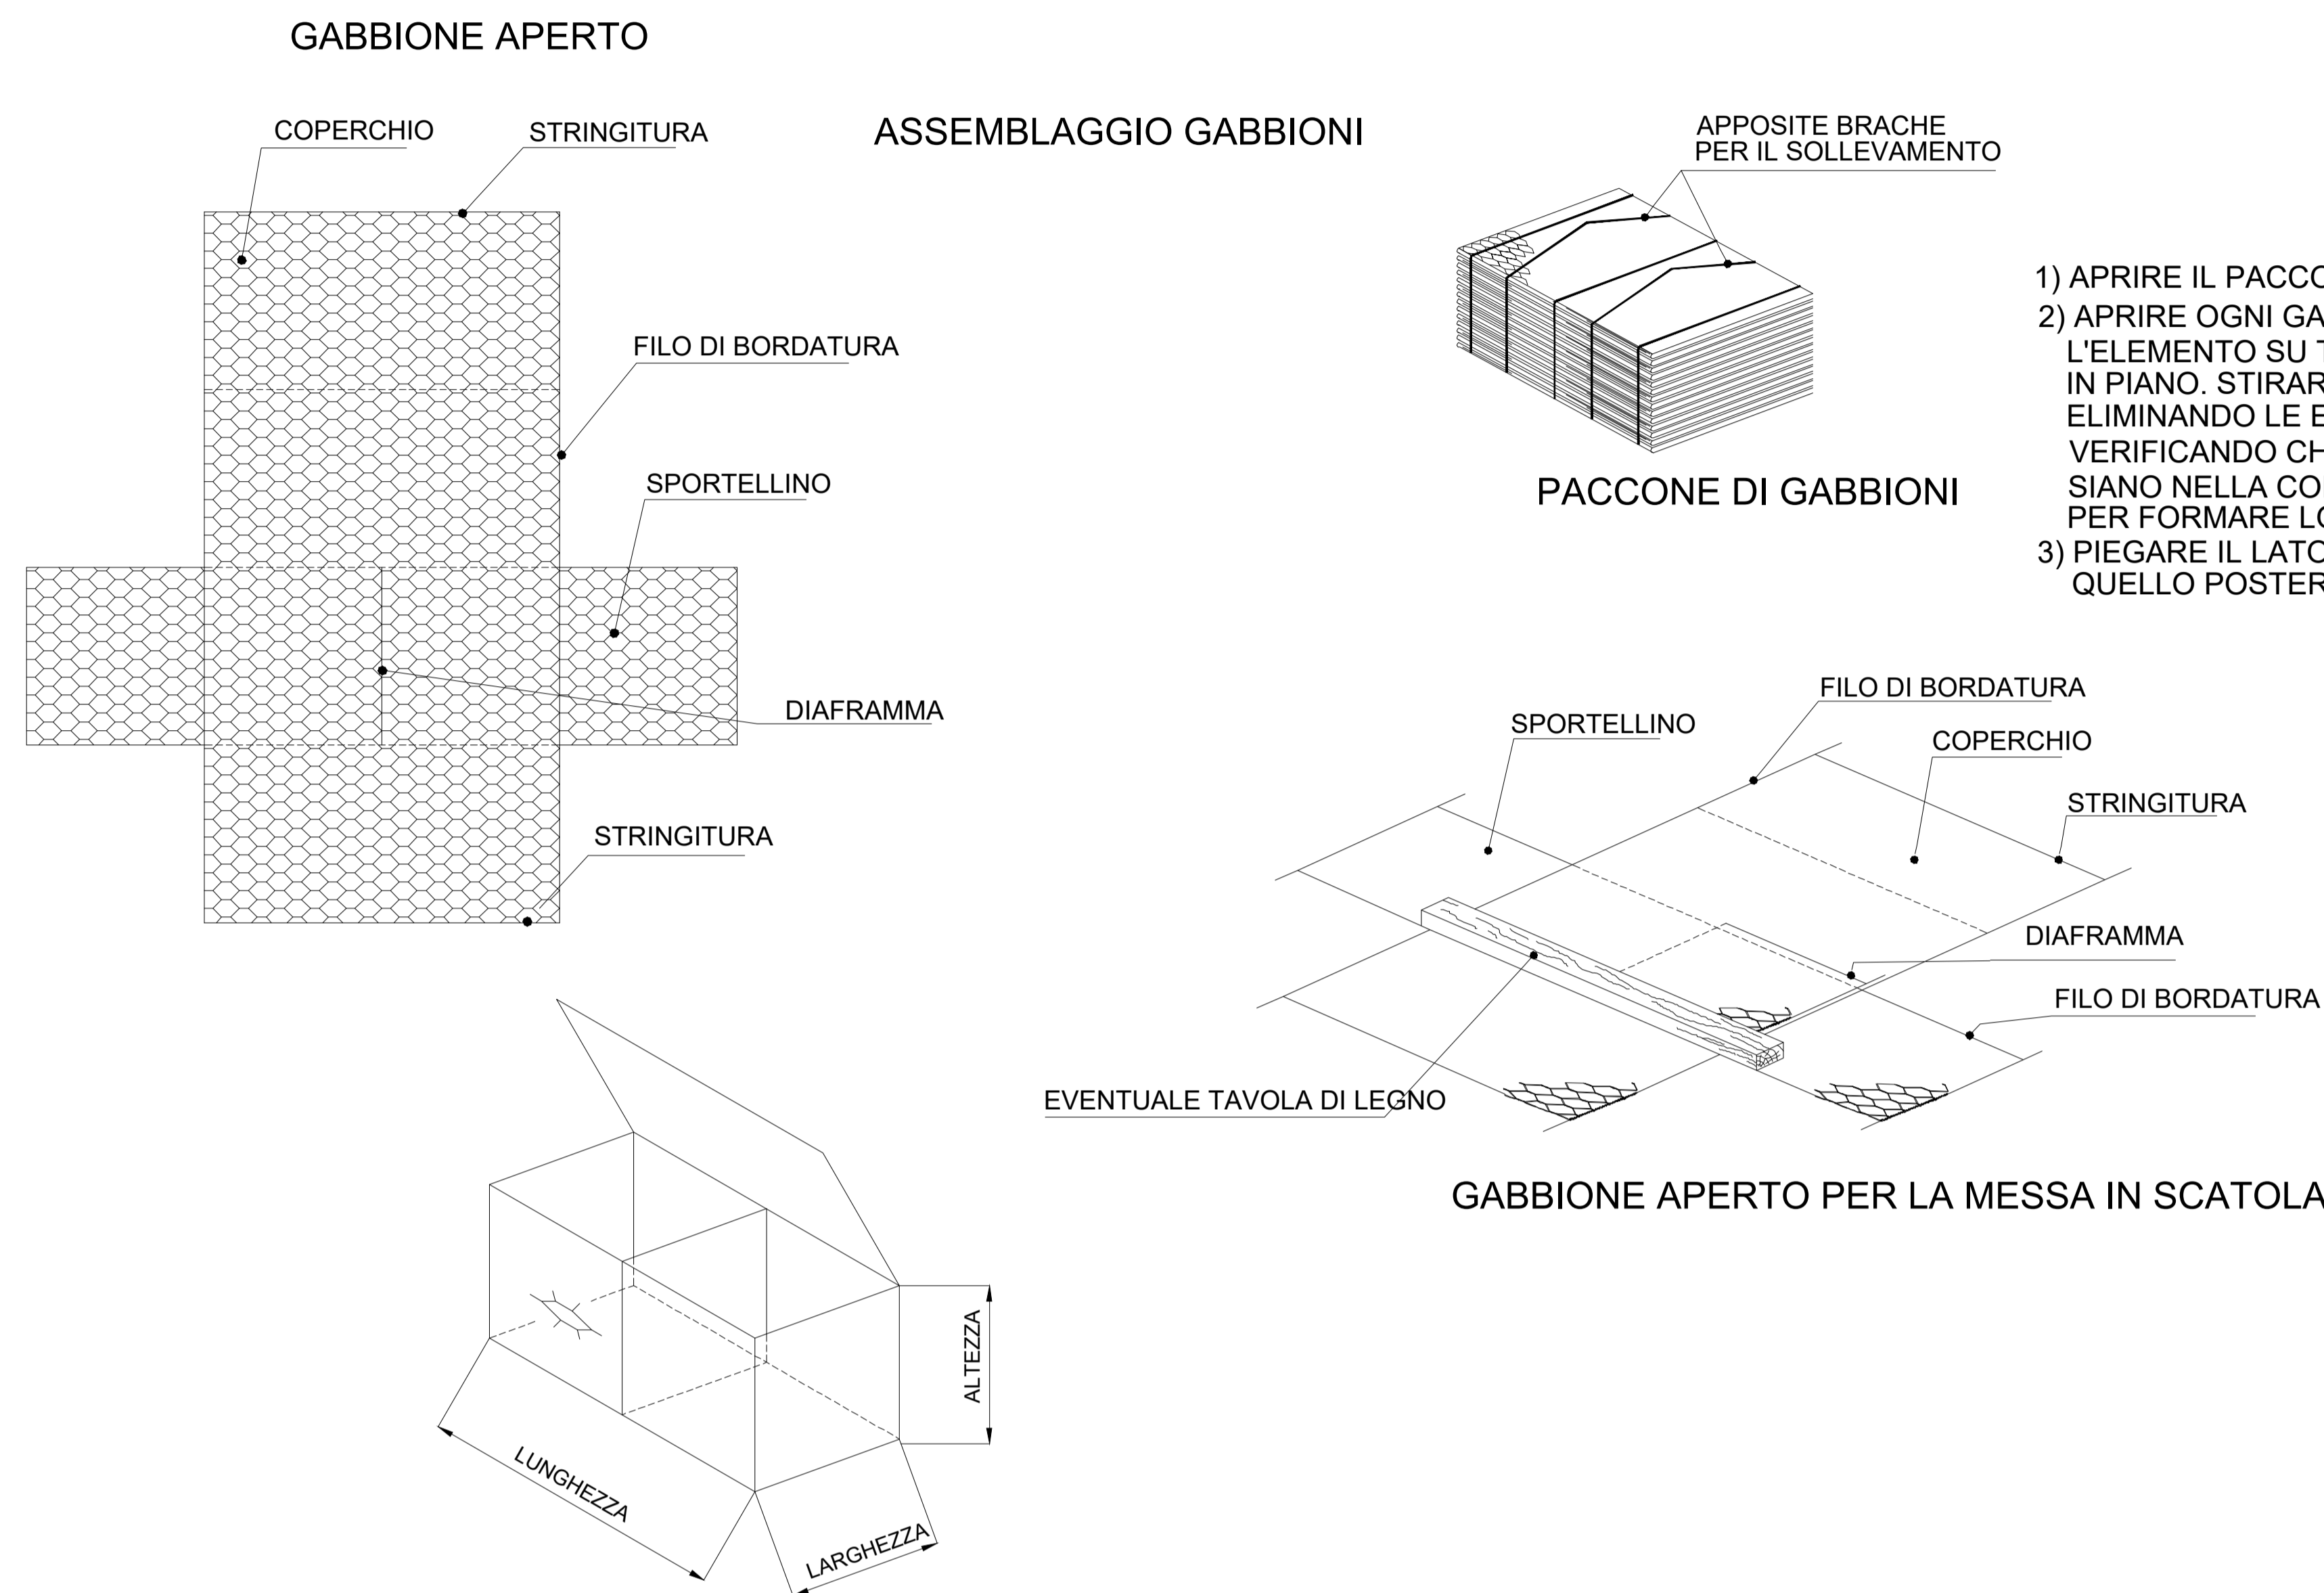 GABBIONE APERTO
COPERCHIO
STRINGITURA
FILO DI BORDATURA
SPORTELLINO
DIAFRAMMA
STRINGITURA
LUNGHEZZA
LARGHEZZA
ALTEZZA
ASSEMBLAGGIO GABBIONI
APPOSITE BRACHE
PER IL SOLLEVAMENTO
PACCONE DI GABBIONI
1) APRIRE IL PACCO
2) APRIRE OGNI GA
L'ELEMENTO SU
IN PIANO. STIRAR
ELIMINANDO LE E
VERIFICANDO CH
SIANO NELLA CO
PER FORMARE LO
3) PIEGARE IL LATO
QUELLO POSTER
SPORTELLINO
FILO DI BORDATURA
COPERCHIO
STRINGITURA
DIAFRAMMA
FILO DI BORDATURA
EVENTUALE TAVOLA DI LEGNO
GABBIONE APERTO PER LA MESSA IN SCATOLA